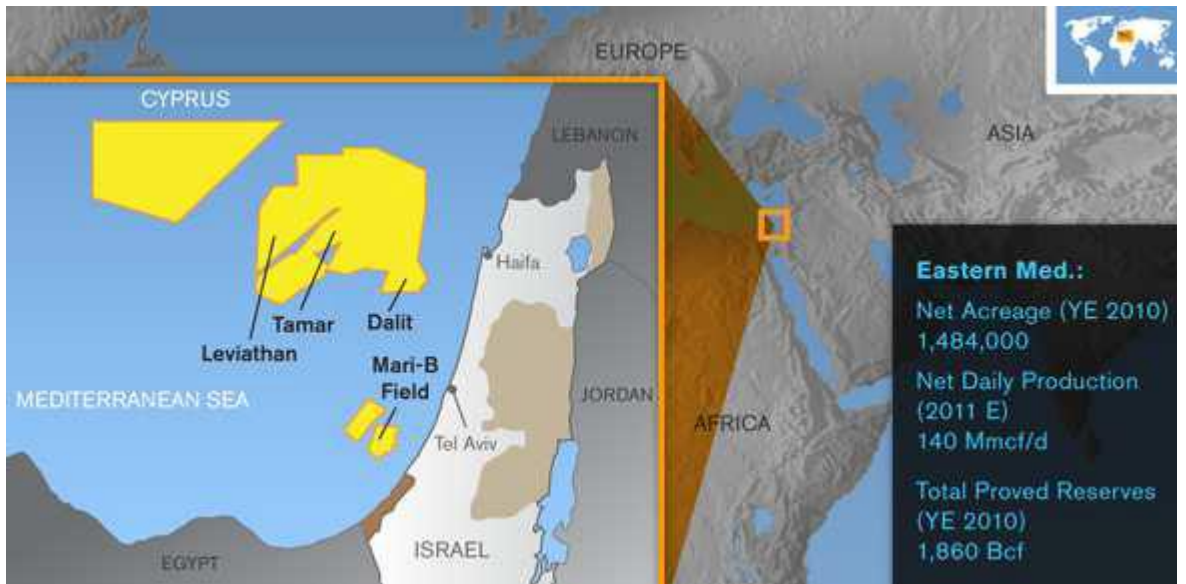 EUROPE
ASIA
AFRICA
CYPRUS
LEBANON
Haifa
Leviathan
Tamar
Dalit
Mari-B
Field
MEDITERRANEAN SEA
Tel Aviv
JORDAN
ISRAEL
EGYPT
Eastern Med.:
Net Acreage (YE 2010)
1,484,000
Net Daily Production
(2011 E)
140 Mmcf/d
Total Proved Reserves
(YE 2010)
1,860 Bcf